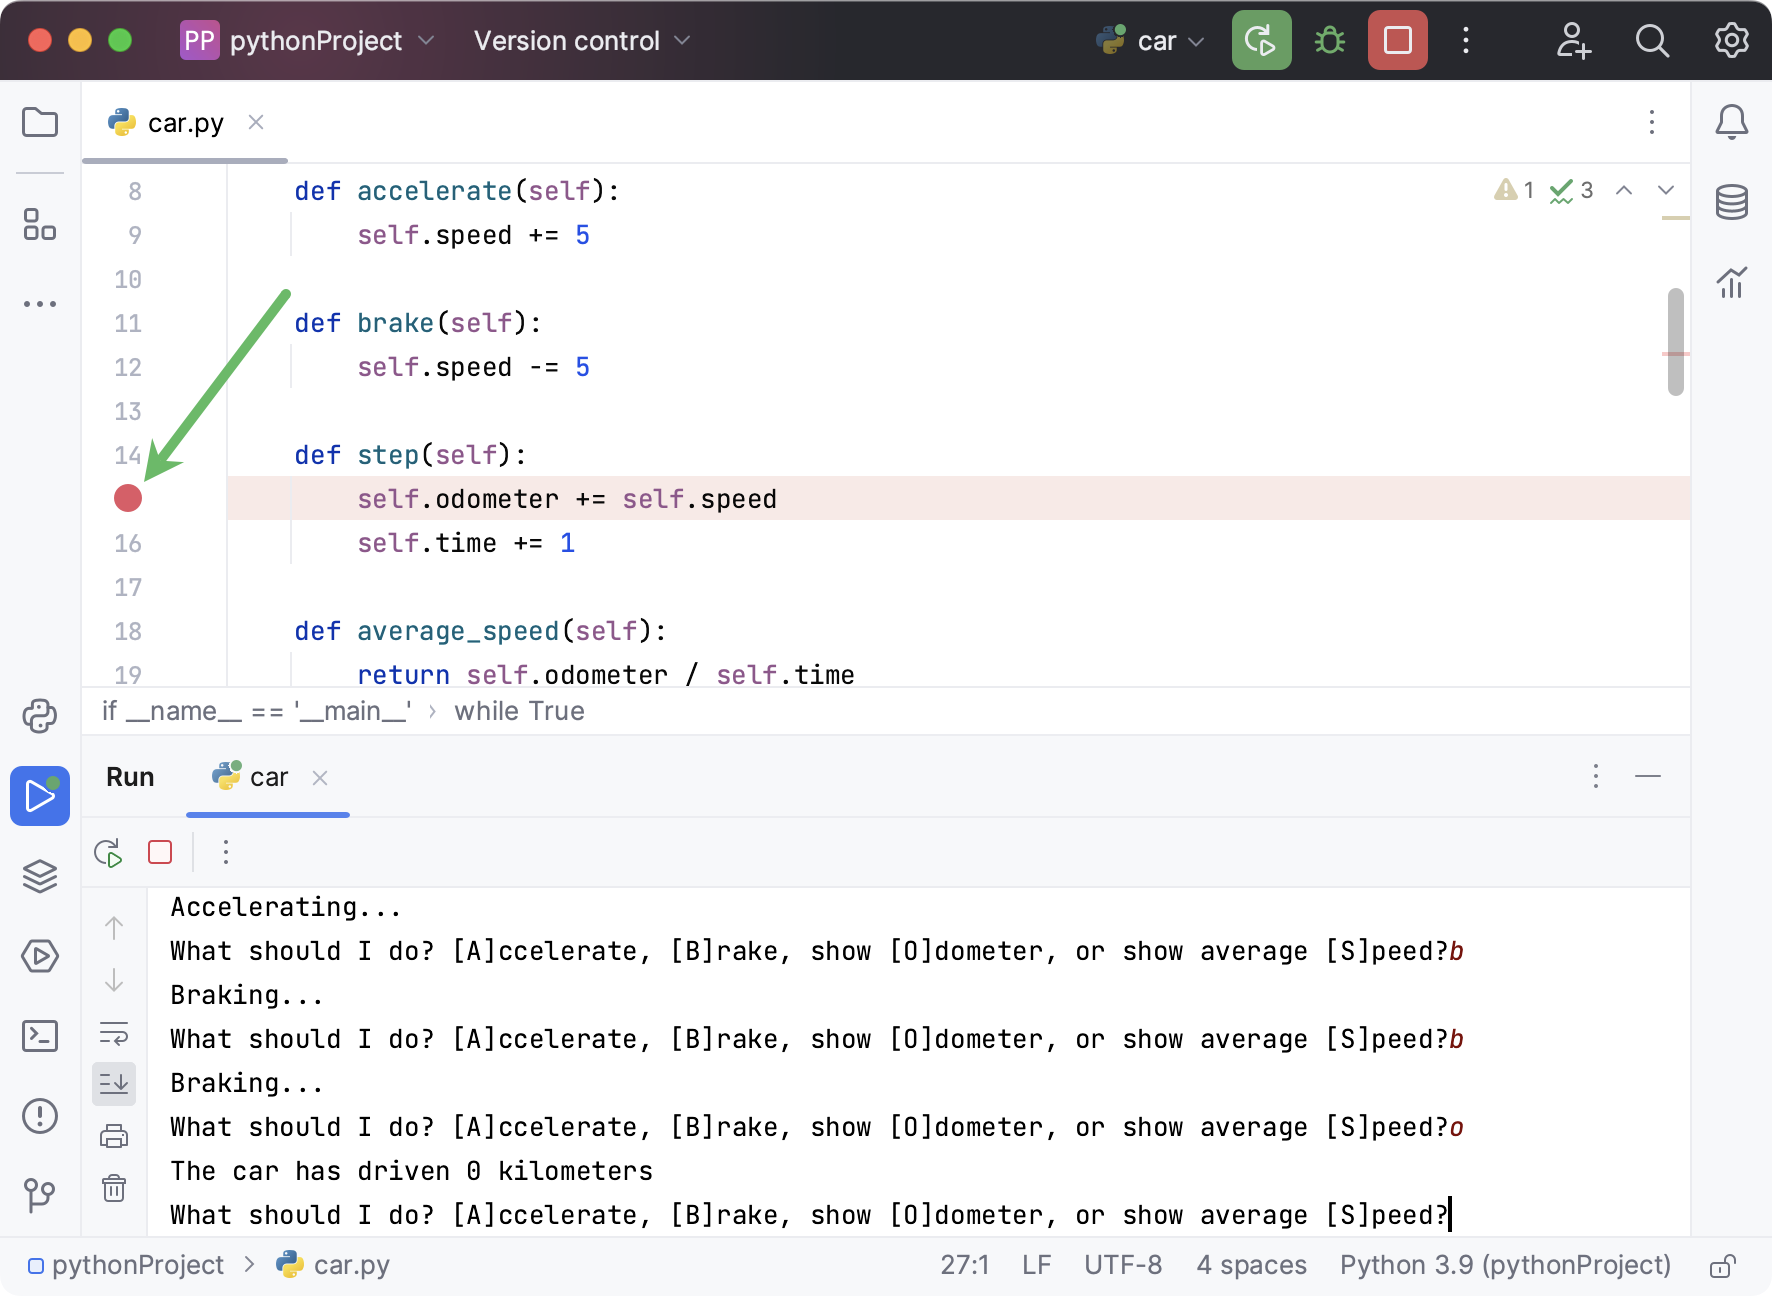 PP pythonProject Version control car
car.py
8 def accelerate(self): 1 3
9 self.speed += 5
10
11 def brake(self):
12 self.speed -= 5
13
14 def step(self):
self.odometer += self.speed
16 self.time += 1
17
18 def average_speed(self):
19 return self.odometer / self.time
if __name__ == '__main__' › while True
Run car
Accelerating...
What should I do? [A]ccelerate, [B]rake, show [O]dometer, or show average [S]peed?b
Braking...
What should I do? [A]ccelerate, [B]rake, show [O]dometer, or show average [S]peed?b
Braking...
What should I do? [A]ccelerate, [B]rake, show [O]dometer, or show average [S]peed?o
The car has driven 0 kilometers
What should I do? [A]ccelerate, [B]rake, show [O]dometer, or show average [S]peed?
pythonProject > car.py 27:1 LF UTF-8 4 spaces Python 3.9 (pythonProject)